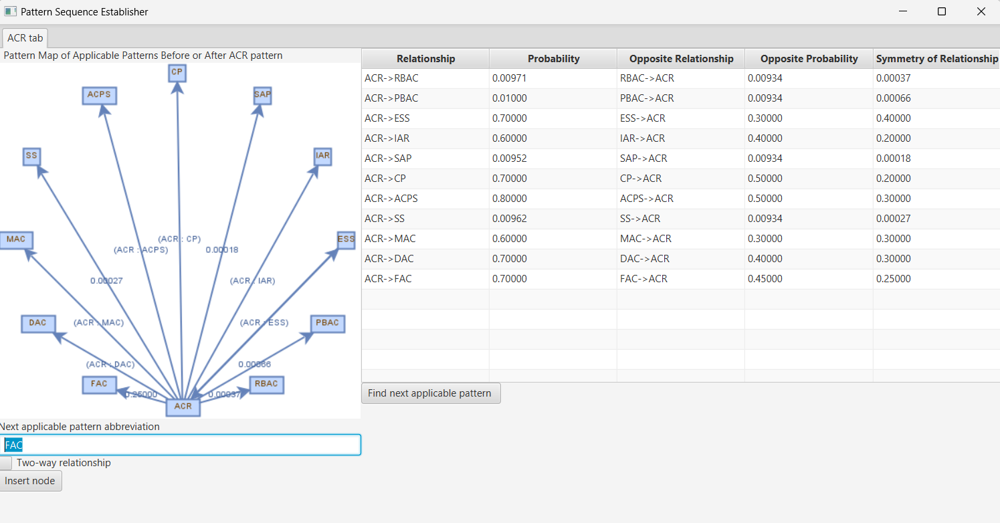 Pattern Sequence Establisher
ACR tab
Pattern Map of Applicable Patterns Before or After ACR pattern
CP
ACPS
SAP
SS
IAR
MAC
(ACR : CP)
ESS
(ACR : ACPS)
0.00018
0.00027
(ACR : IAR)
DAC
(ACR : MAC)
(ACR : ESS)
PBAC
(ACR : DAC)
0.00066
FAC
RBAC
0.25000
0.00037
ACR
Relationship Probability Opposite Relationship Opposite Probability Symmetry of Relationship
ACR->RBAC 0.00971 RBAC->ACR 0.00934 0.00037
ACR->PBAC 0.01000 PBAC->ACR 0.00934 0.00066
ACR->ESS 0.70000 ESS->ACR 0.30000 0.40000
ACR->IAR 0.60000 IAR->ACR 0.40000 0.20000
ACR->SAP 0.00952 SAP->ACR 0.00934 0.00018
ACR->CP 0.70000 CP->ACR 0.50000 0.20000
ACR->ACPS 0.80000 ACPS->ACR 0.50000 0.30000
ACR->SS 0.00962 SS->ACR 0.00934 0.00027
ACR->MAC 0.60000 MAC->ACR 0.30000 0.30000
ACR->DAC 0.70000 DAC->ACR 0.40000 0.30000
ACR->FAC 0.70000 FAC->ACR 0.45000 0.25000
Find next applicable pattern
Next applicable pattern abbreviation
FAC
Two-way relationship
Insert node